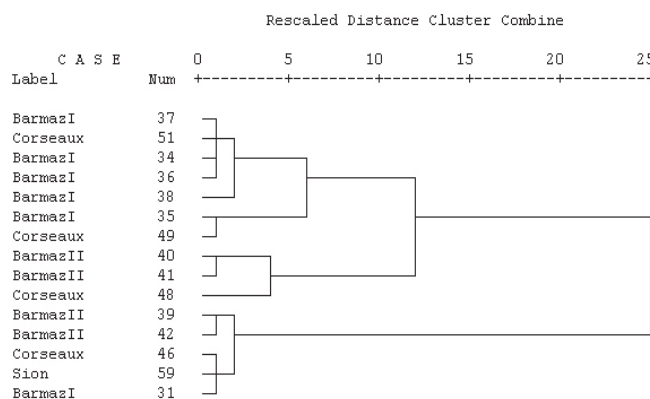 Rescaled Distance Cluster Combine
C A S E 0 5 10 15 20 25
Label Num
BarmazI 37
Corseaux 51
BarmazI 34
BarmazI 36
BarmazI 38
BarmazI 35
Corseaux 49
BarmazII 40
BarmazII 41
Corseaux 48
BarmazII 39
BarmazII 42
Corseaux 46
Sion 59
BarmazI 31